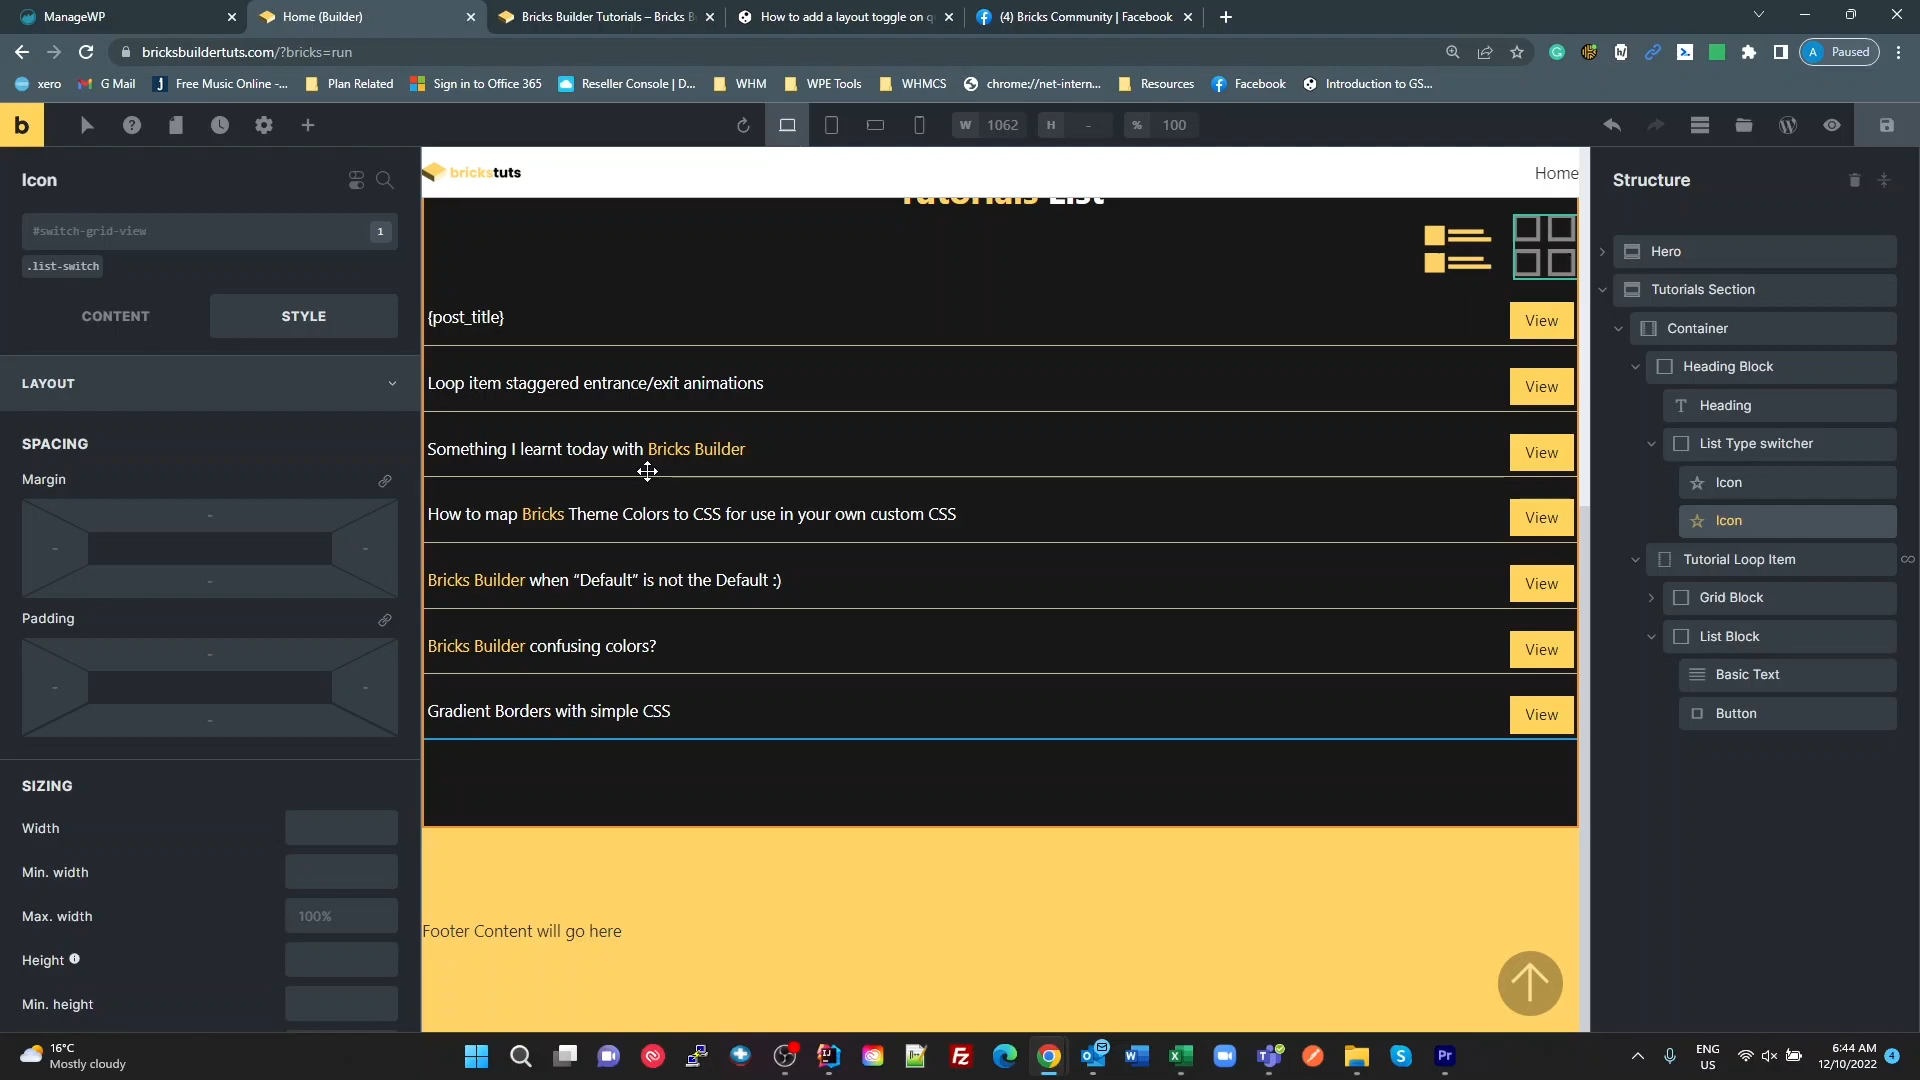 ManageWP
Home (Builder)
Bricks Builder Tutorials – Bricks B
How to add a layout toggle on q
(4) Bricks Community | Facebook
bricksbuildertuts.com/?bricks=run
A Paused
xero
G Mail
Free Music Online -...
Plan Related
Sign in to Office 365
Reseller Console | D...
WHM
WPE Tools
WHMCS
chrome://net-intern...
Resources
Facebook
Introduction to GS...
b
W 1062
H -
% 100
Icon
#switch-grid-view
1
.list-switch
CONTENT
STYLE
LAYOUT
SPACING
Margin
Padding
SIZING
Width
Min. width
Max. width
100%
Height
Min. height
brickstuts
Home
Tutorials List
{post_title}
View
Loop item staggered entrance/exit animations
View
Something I learnt today with Bricks Builder
View
How to map Bricks Theme Colors to CSS for use in your own custom CSS
View
Bricks Builder when “Default” is not the Default :)
View
Bricks Builder confusing colors?
View
Gradient Borders with simple CSS
View
Footer Content will go here
Structure
Hero
Tutorials Section
Container
Heading Block
Heading
List Type switcher
Icon
Icon
Tutorial Loop Item
Grid Block
List Block
Basic Text
Button
16°C
Mostly cloudy
ENG
US
6:44 AM
12/10/2022
4